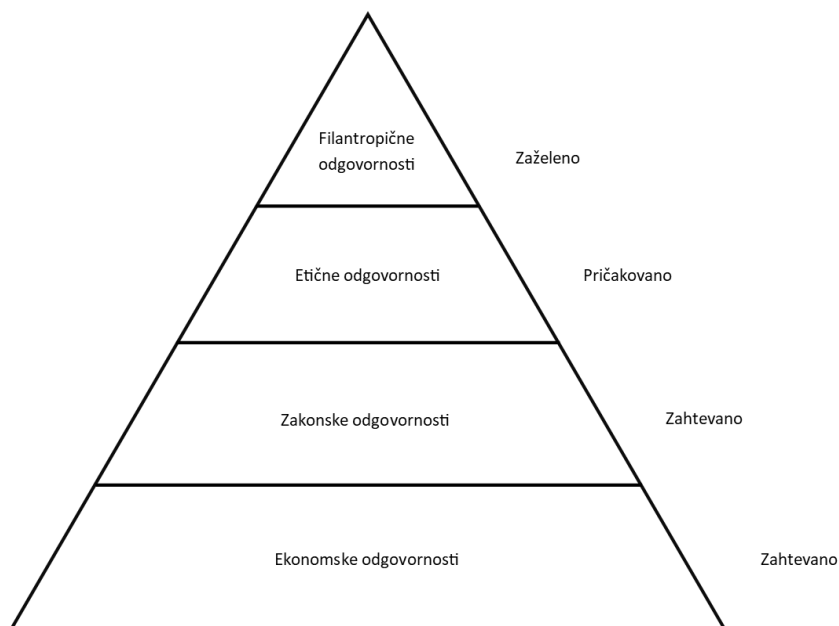 Filantropične
odgovornosti
Zaželeno
Etične odgovornosti
Pričakovano
Zakonske odgovornosti
Zahtevano
Ekonomske odgovornosti
Zahtevano